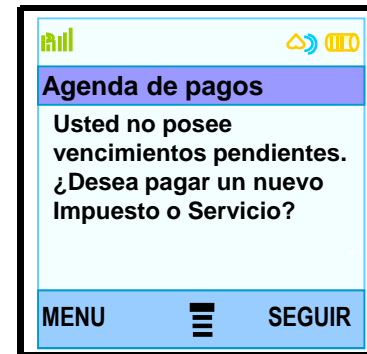 Agenda de pagos
Usted no posee
vencimientos pendientes.
¿Desea pagar un nuevo
Impuesto o Servicio?
MENU SEGUIR